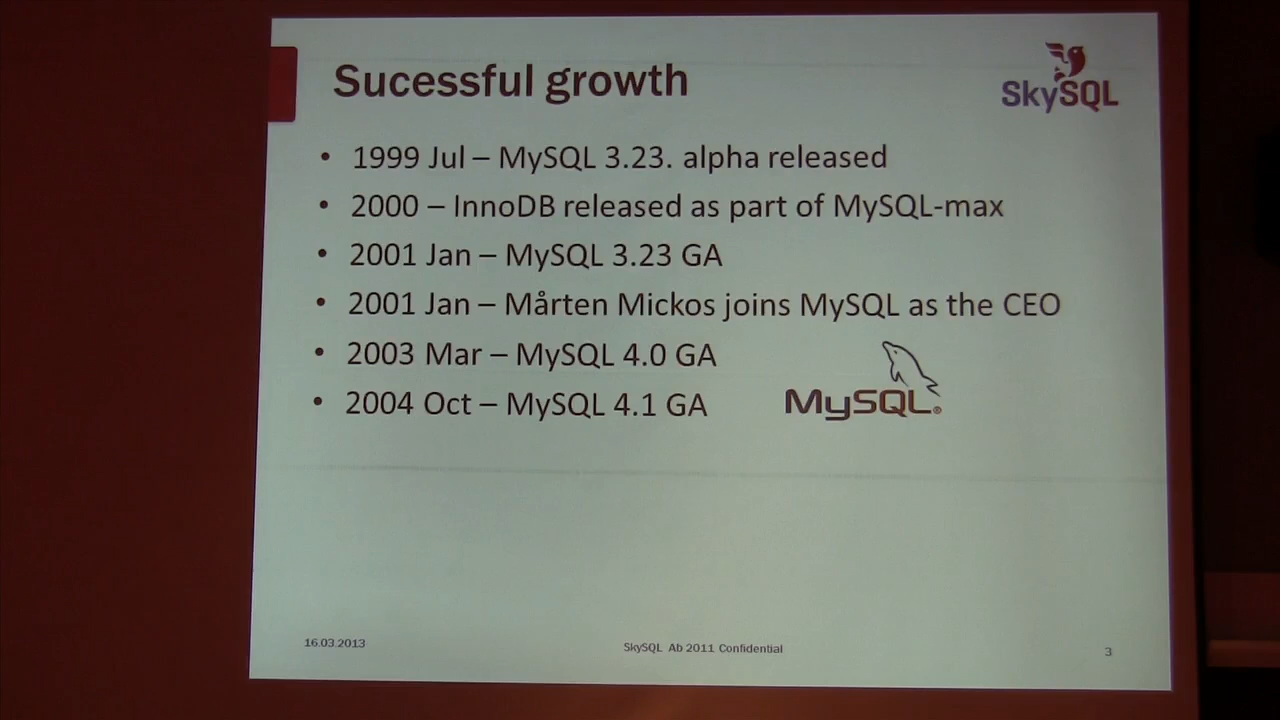 Sucessful growth
SkySQL
• 1999 Jul – MySQL 3.23. alpha released
• 2000 – InnoDB released as part of MySQL-max
• 2001 Jan – MySQL 3.23 GA
• 2001 Jan – Mårten Mickos joins MySQL as the CEO
• 2003 Mar – MySQL 4.0 GA
• 2004 Oct – MySQL 4.1 GA
MySQL®
16.03.2013
SkySQL Ab 2011 Confidential
3